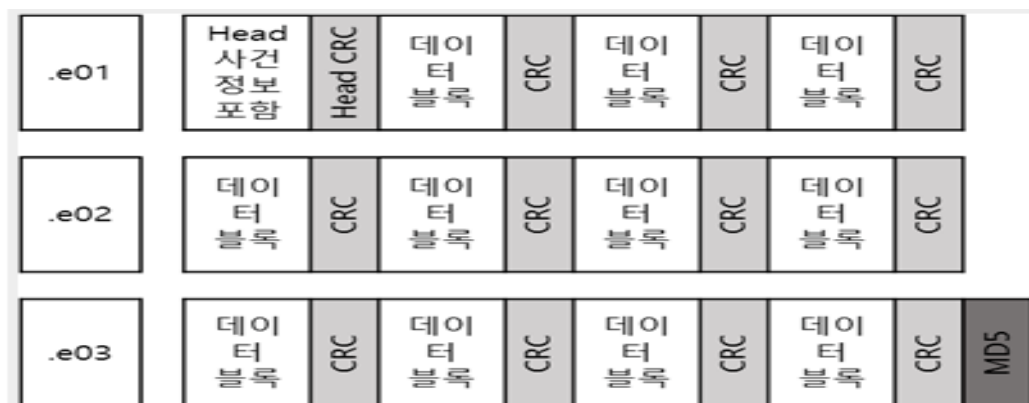 .e01
Head
사건
정보
포함
Head CRC
데이
터
블록
CRC
데이
터
블록
CRC
데이
터
블록
CRC
.e02
데이
터
블록
CRC
데이
터
블록
CRC
데이
터
블록
CRC
데이
터
블록
CRC
.e03
데이
터
블록
CRC
데이
터
블록
CRC
데이
터
블록
CRC
데이
터
블록
CRC
MD5